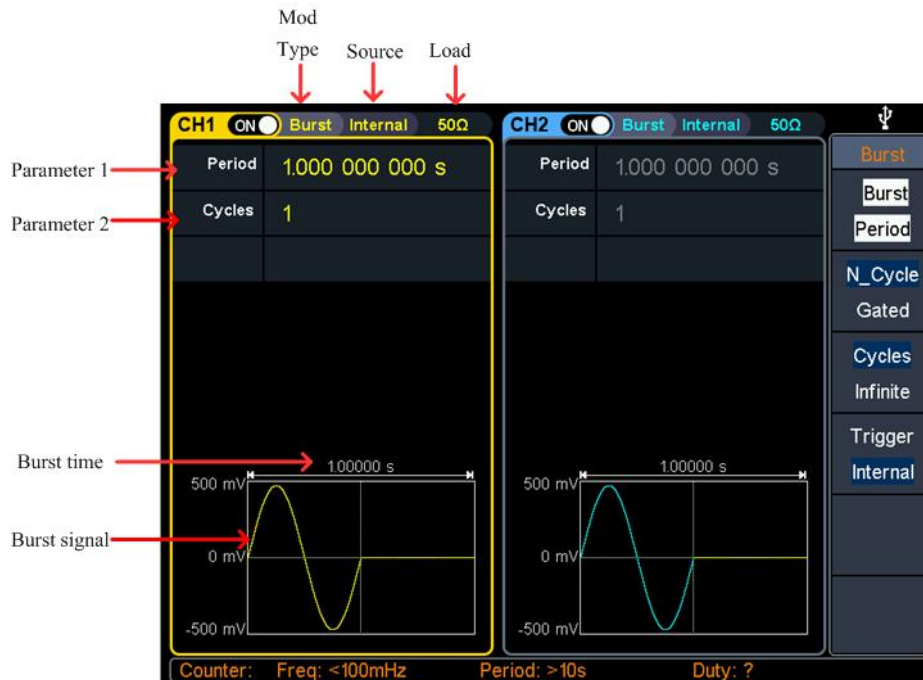 Mod
Type Source Load
CH1 ON Burst Internal 50Ω CH2 ON Burst Internal 50Ω
Burst
Parameter 1 Period 1.000 000 000 s Period 1.000 000 000 s
Burst
Period
Parameter 2 Cycles 1 Cycles 1
N_Cycle
Gated
Cycles
Infinite
Trigger
Internal
Burst time 1.00000 s 1.00000 s
500 mV 500 mV
Burst signal 0 mV 0 mV
-500 mV -500 mV
Counter: Freq: <100mHz Period: >10s Duty: ?